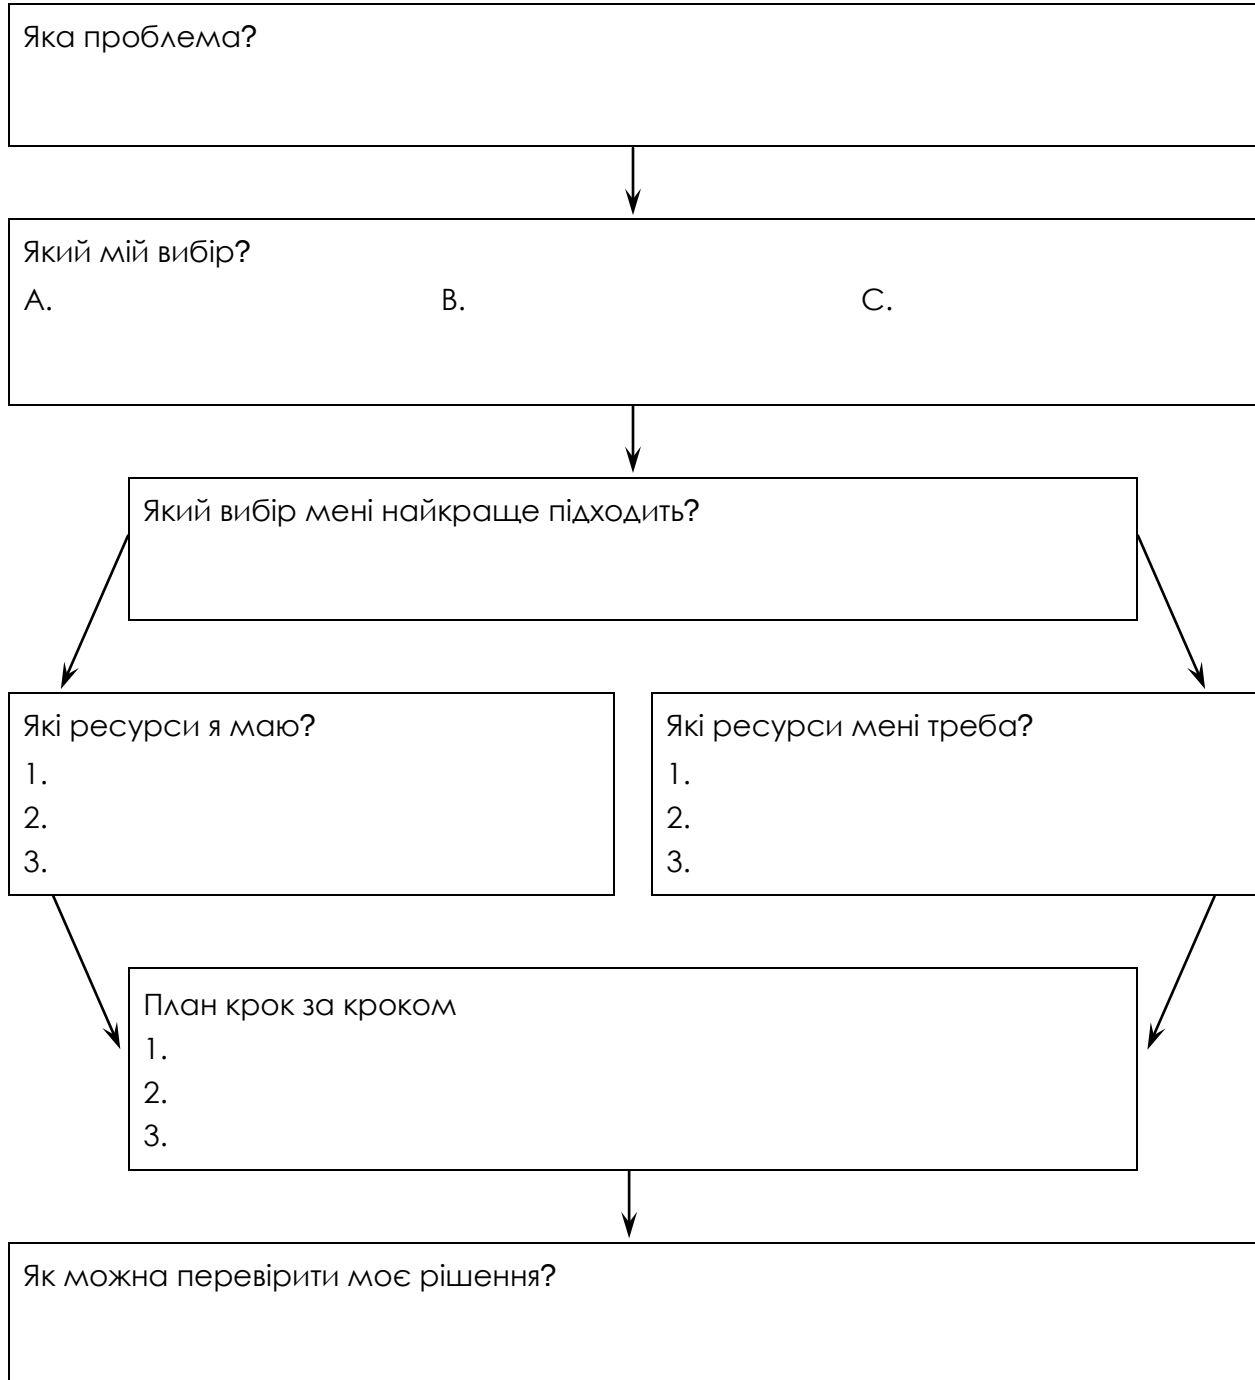 Яка проблема?
Який мій вибір?
A. B. C.
Який вибір мені найкраще підходить?
Які ресурси я маю?
1.
2.
3.
Які ресурси мені треба?
1.
2.
3.
План крок за кроком
1.
2.
3.
Як можна перевірити моє рішення?